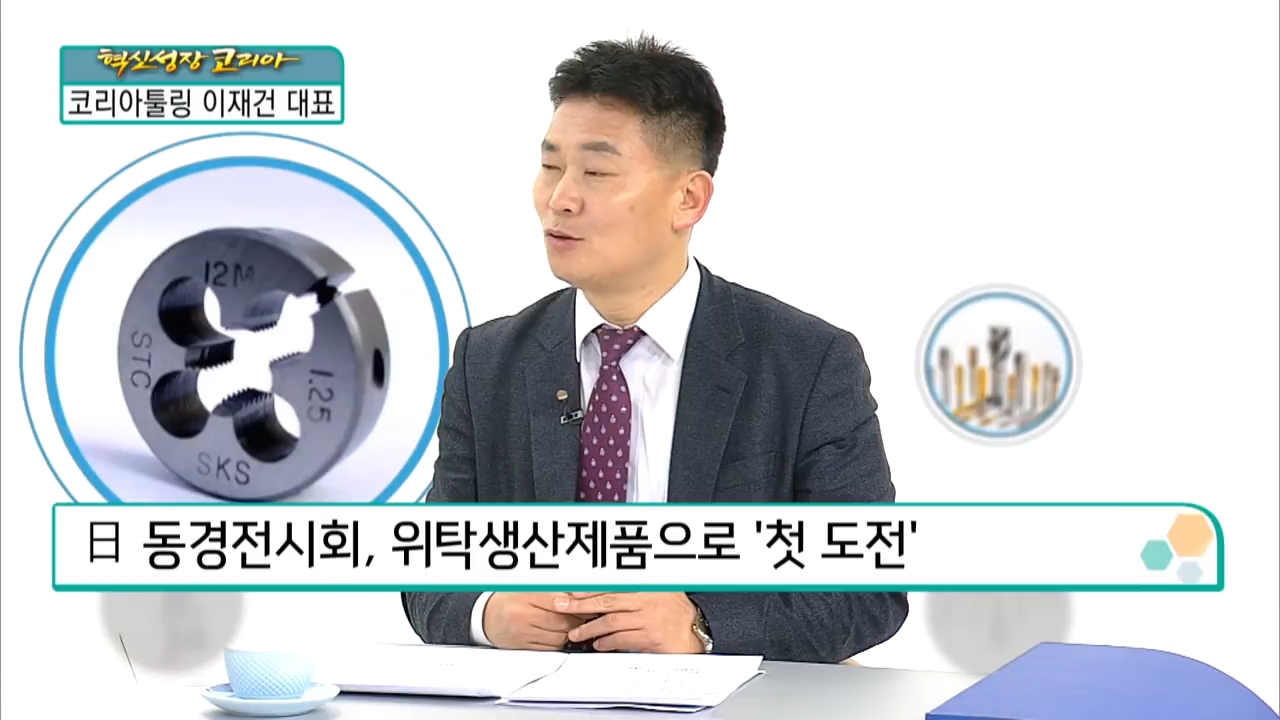 혁신성장 코리아
코리아툴링 이재건 대표
12M
STC
1.25
SKS
日 동경전시회, 위탁생산제품으로 '첫 도전'